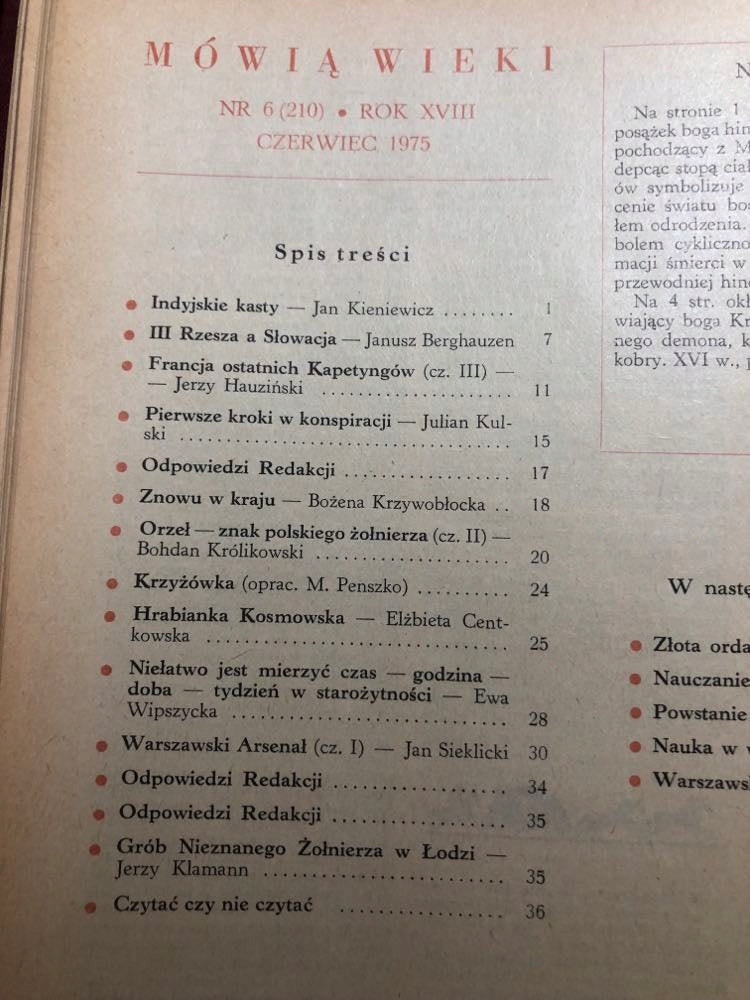 MÓWIĄ WIEKI
NR 6 (210) • ROK XVIII
CZERWIEC 1975
Spis treści
• Indyjskie kasty — Jan Kieniewicz ........ 1
• III Rzesza a Słowacja — Janusz Berghauzen 7
• Francja ostatnich Kapetyngów (cz. III) —
— Jerzy Hauziński .................... 11
• Pierwsze kroki w konspiracji — Julian Kul-
ski .................................. 15
• Odpowiedzi Redakcji .................. 17
• Znowu w kraju — Bożena Krzywobłocka .. 18
• Orzeł — znak polskiego żołnierza (cz. II) —
Bohdan Królikowski .................... 20
• Krzyżówka (oprac. M. Penszko) .......... 24
• Hrabianka Kosmowska — Elżbieta Cent-
kowska ............................... 25
• Niełatwo jest mierzyć czas — godzina —
doba — tydzień w starożytności — Ewa
Wipszycka ............................ 28
• Warszawski Arsenał (cz. I) — Jan Sieklicki 30
• Odpowiedzi Redakcji .................. 34
• Odpowiedzi Redakcji .................. 35
• Grób Nieznanego Żołnierza w Łodzi —
Jerzy Klamann ........................ 35
• Czytać czy nie czytać ................. 36
N
Na stronie 1
posążek boga hin
pochodzący z M
depcąc stopą ciał
ów symbolizuje
cenie światu bos
łem odrodzenia.
bolem cykliczno
macji śmierci w
przewodniej hind
Na 4 str. okł
wiający boga Kr
nego demona, k
kobry. XVI w., p
W nastę
• Złota orda
• Nauczanie
• Powstanie
• Nauka w w
• Warszaws